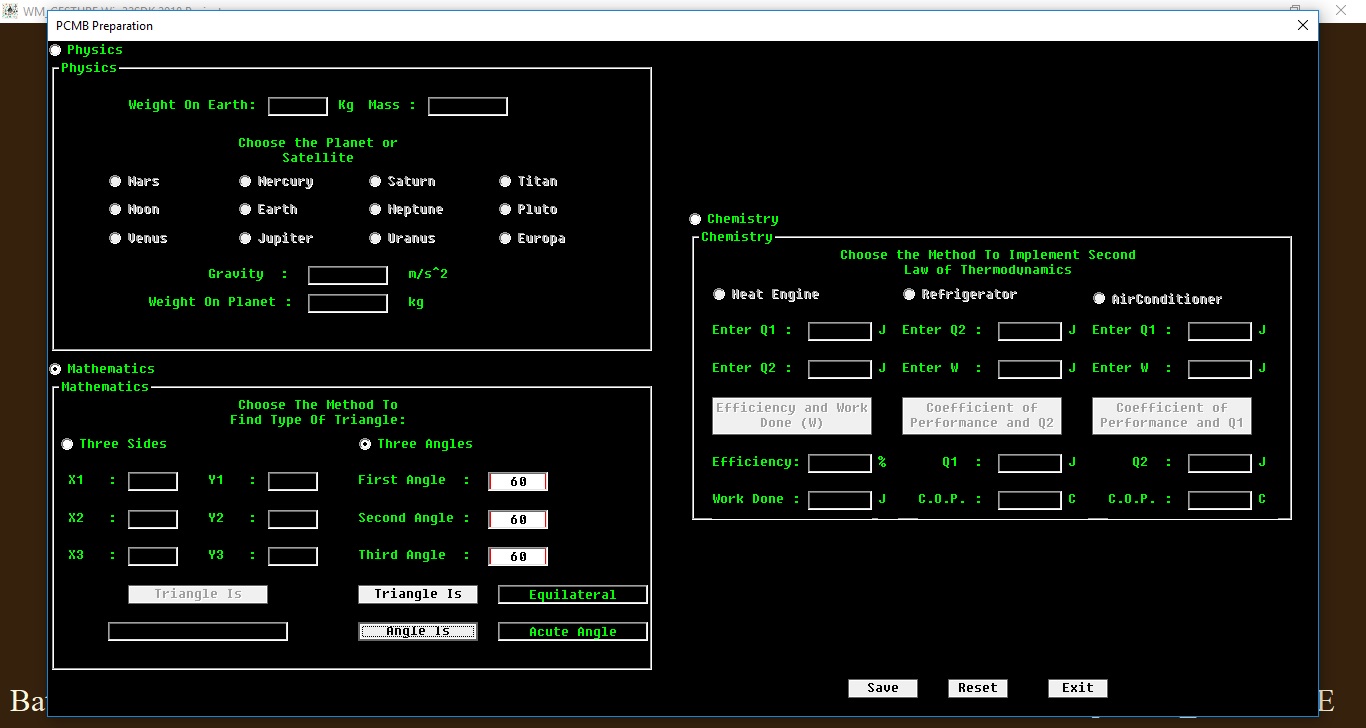 PCMB Preparation
Physics
Physics
Weight On Earth: Kg Mass :
Choose the Planet or
Satellite
Mars Mercury Saturn Titan
Moon Earth Neptune Pluto
Venus Jupiter Uranus Europa
Gravity : m/s^2
Weight On Planet : kg
Mathematics
Mathematics
Choose The Method To
Find Type Of Triangle:
Three Sides Three Angles
X1 : Y1 : First Angle : 60
X2 : Y2 : Second Angle : 60
X3 : Y3 : Third Angle : 60
Triangle Is Triangle Is Equilateral
Angle Is Acute Angle
Chemistry
Chemistry
Choose the Method To Implement Second
Law of Thermodynamics
Heat Engine Refrigerator AirConditioner
Enter Q1 : J Enter Q2 : J Enter Q1 : J
Enter Q2 : J Enter W : J Enter W : J
Efficiency and Work Coefficient of Coefficient of
Done (W) Performance and Q2 Performance and Q1
Efficiency: % Q1 : J Q2 : J
Work Done : J C.O.P. : C C.O.P. : C
Save Reset Exit